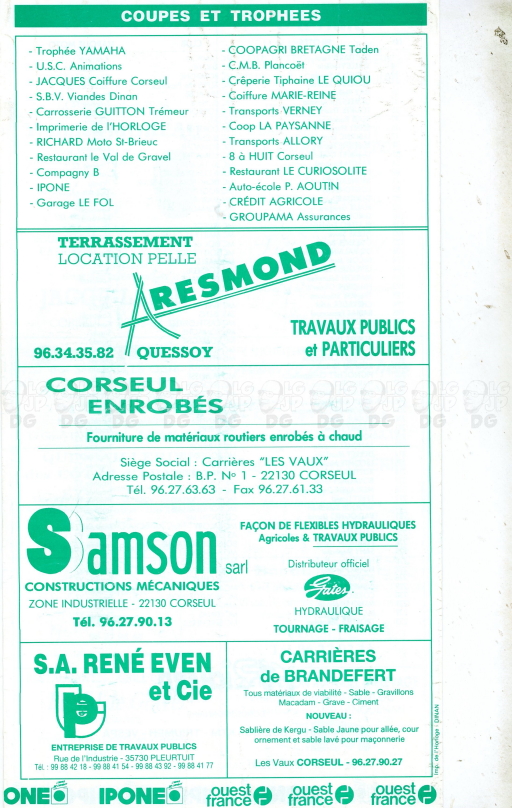 COUPES ET TROPHEES
- Trophée YAMAHA
- U.S.C. Animations
- JACQUES Coiffure Corseul
- S.B.V. Viandes Dinan
- Carrosserie GUITTON Trémeur
- Imprimerie de l'HORLOGE
- RICHARD Moto St-Brieuc
- Restaurant le Val de Gravel
- Compagny B
- IPONE
- Garage LE FOL
- COOPAGRI BRETAGNE Taden
- C.M.B. Plancoët
- Crêperie Tiphaine LE QUIOU
- Coiffure MARIE-REINE
- Transports VERNEY
- Coop LA PAYSANNE
- Transports ALLORY
- 8 à HUIT Corseul
- Restaurant LE CURIOSOLITE
- Auto-école P. AOUTIN
- CRÉDIT AGRICOLE
- GROUPAMA Assurances
TERRASSEMENT
LOCATION PELLE
A RESMOND
TRAVAUX PUBLICS
et PARTICULIERS
96.34.35.82 QUESSOY
CORSEUL
ENROBÉS
Fourniture de matériaux routiers enrobés à chaud
Siège Social : Carrières "LES VAUX"
Adresse Postale : B.P. No 1 - 22130 CORSEUL
Tél. 96.27.63.63 - Fax 96.27.61.33
Samson sarl
CONSTRUCTIONS MÉCANIQUES
ZONE INDUSTRIELLE - 22130 CORSEUL
Tél. 96.27.90.13
FAÇON DE FLEXIBLES HYDRAULIQUES
Agricoles & TRAVAUX PUBLICS
Distributeur officiel
Gates
HYDRAULIQUE
TOURNAGE - FRAISAGE
S.A. RENÉ EVEN
et Cie
ENTREPRISE DE TRAVAUX PUBLICS
Rue de l'Industrie - 35730 PLEURTUIT
Tél. : 99 88 42 18 - 99 88 41 54 - 99 88 43 92 - 99 88 41 77
CARRIÈRES
de BRANDEFERT
Tous matériaux de viabilité - Sable - Gravillons
Macadam - Grave - Ciment
NOUVEAU :
Sablière de Kergu - Sable Jaune pour allée, cour
ornement et sable lavé pour maçonnerie
Les Vaux CORSEUL - 96.27.90.27
Imp. de l'Horloge - DINAN
ONE IPONE ouest france ouest france ouest france